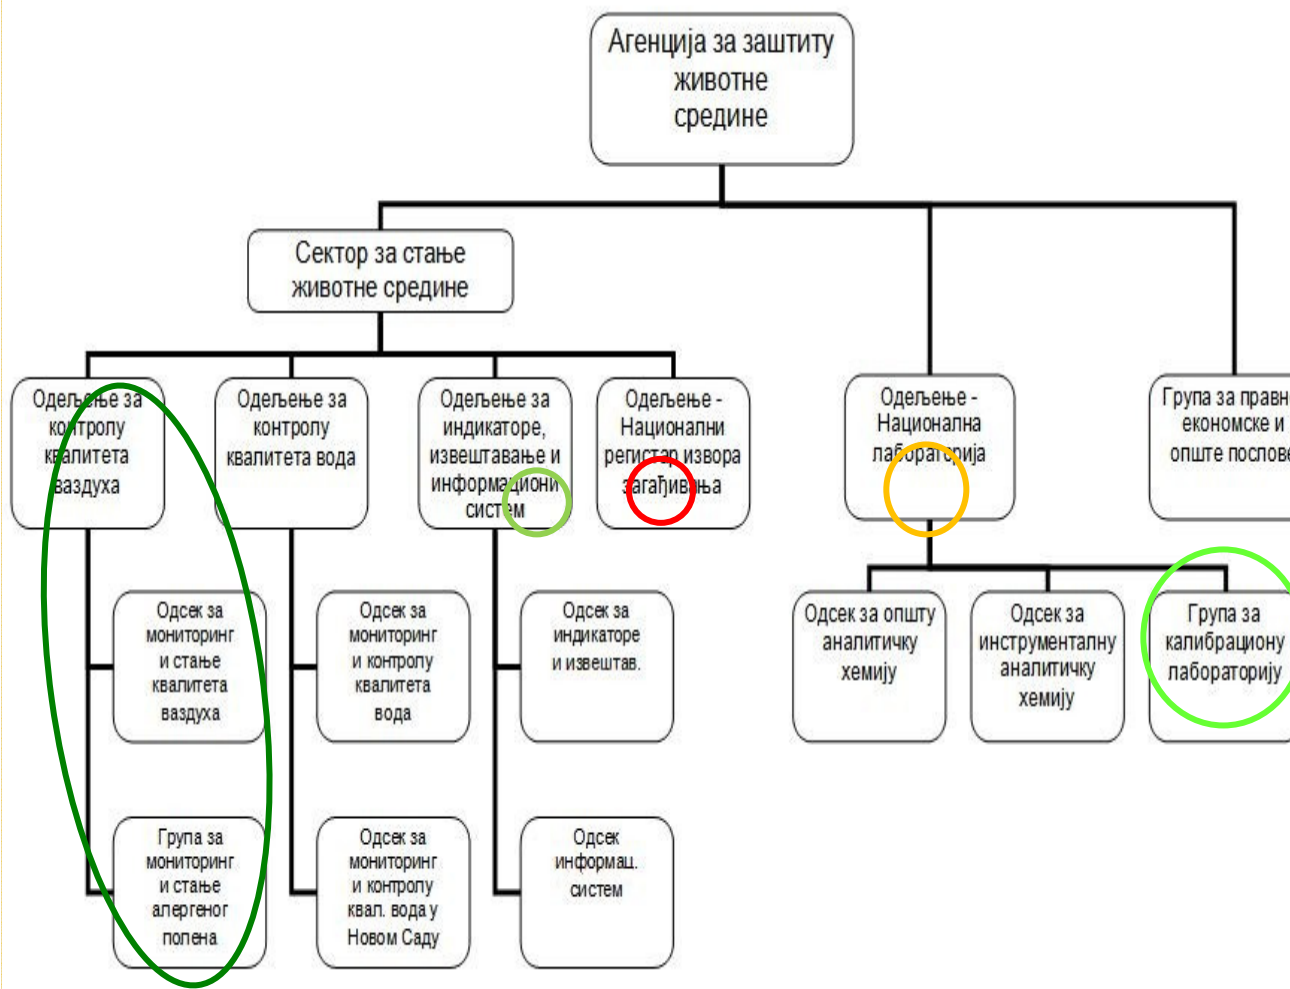 Агенција за заштиту
животне
средине
Сектор за стање
животне средине
Одељење за
контролу
квалитета
ваздуха
Одељење за
контролу
квалитета вода
Одељење за
индикаторе,
извештавање и
информациони
систем
Одељење -
Национални
регистар извора
загађивања
Одељење -
Национална
лабораторија
Група за правне
економске и
опште послове
Одсек за
мониторинг
и стање
квалитета
ваздуха
Одсек за
мониторинг
и контролу
квалитета
вода
Одсек за
индикаторе
и извештав.
Одсек за општу
аналитичку
хемију
Одсек за
инструменталну
аналитичку
хемију
Група за
калибрациону
лабораторију
Група за
мониторинг
и стање
алергеног
полена
Одсек за
мониторинг
и контролу
квал. вода у
Новом Саду
Одсек
информац.
систем